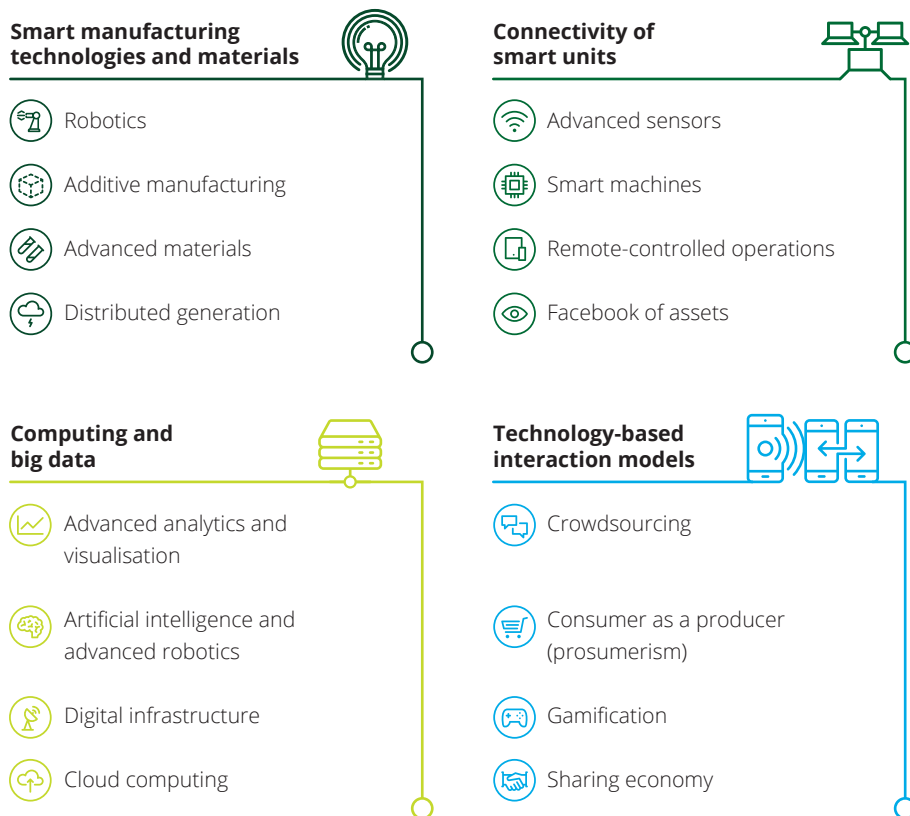 Smart manufacturing
technologies and materials
Robotics
Additive manufacturing
Advanced materials
Distributed generation
Connectivity of
smart units
Advanced sensors
Smart machines
Remote-controlled operations
Facebook of assets
Computing and
big data
Advanced analytics and
visualisation
Artificial intelligence and
advanced robotics
Digital infrastructure
Cloud computing
Technology-based
interaction models
Crowdsourcing
Consumer as a producer
(prosumerism)
Gamification
Sharing economy